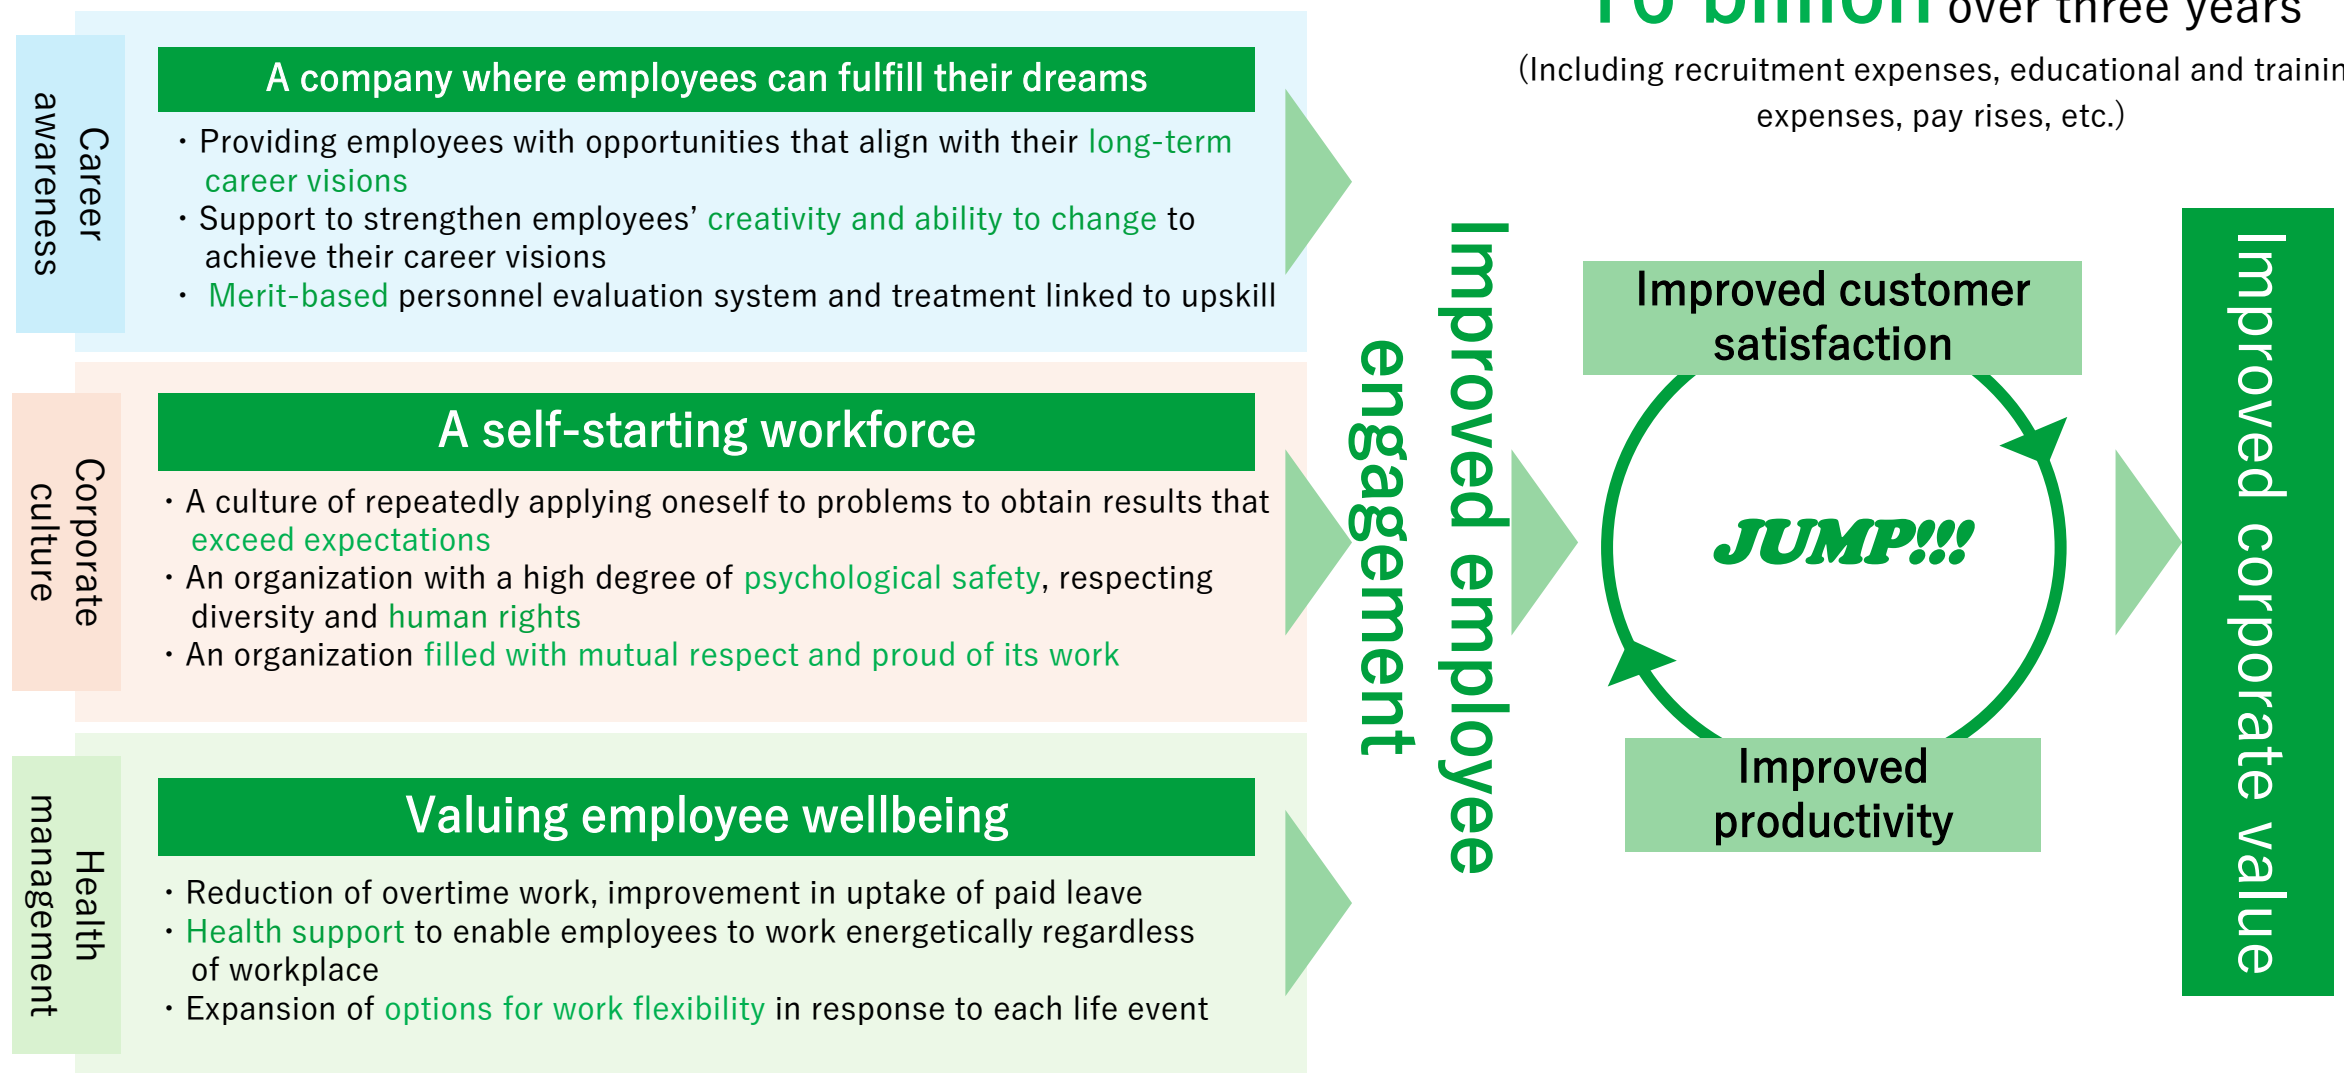 billion over three years
(Including recruitment expenses, educational and
expenses, pay rises, etc.)
Career
awareness
A company where employees can fulfill their dreams
・Providing employees with opportunities that align with their long-term
career visions
・Support to strengthen employees’ creativity and ability to change to
achieve their career visions
・ Merit-based personnel evaluation system and treatment linked to upskill
Corporate
culture
A self-starting workforce
・A culture of repeatedly applying oneself to problems to obtain results that
exceed expectations
・An organization with a high degree of psychological safety, respecting
diversity and human rights
・An organization filled with mutual respect and proud of its work
Health
management
Valuing employee wellbeing
・Reduction of overtime work, improvement in uptake of paid leave
・Health support to enable employees to work energetically regardless
of workplace
・Expansion of options for work flexibility in response to each life event
Improved employee
engagement
Improved customer
satisfaction
JUMP!!!
Improved
productivity
Improved corporate value